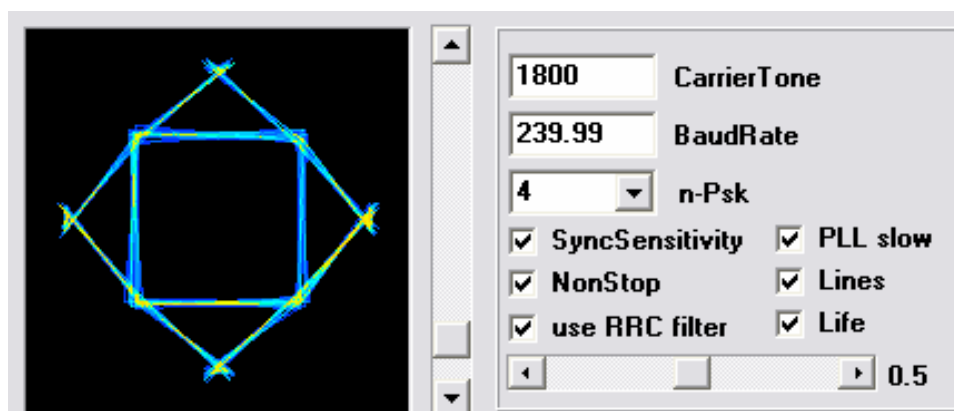 1800 CarrierTone
239.99 BaudRate
4 n-Psk
SyncSensitivity PLL slow
NonStop Lines
use RRC filter Life
0.5